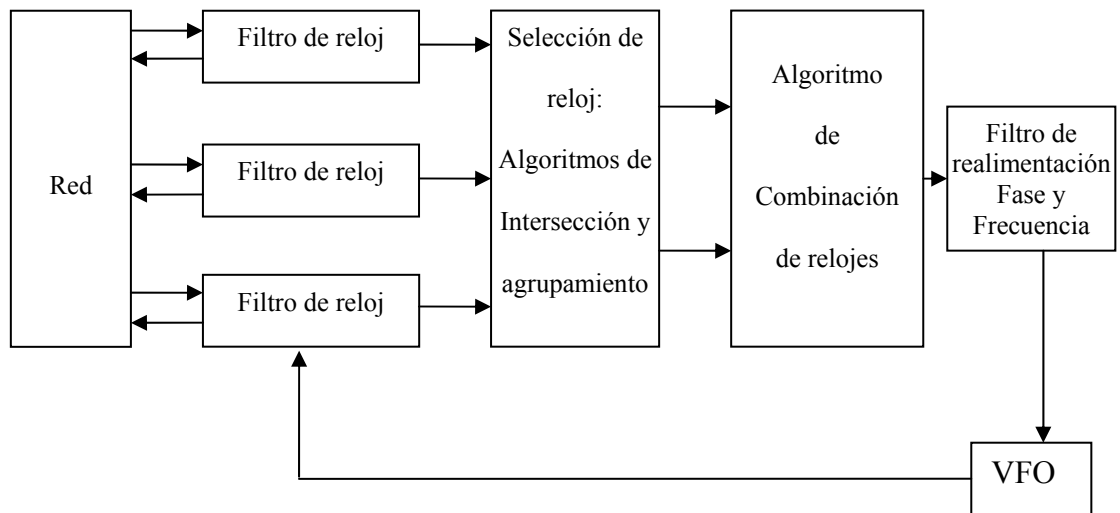 Red
Filtro de reloj
Filtro de reloj
Filtro de reloj
Selección de
reloj:
Algoritmos de
Intersección y
agrupamiento
Algoritmo
de
Combinación
de relojes
Filtro de
realimentación
Fase y
Frecuencia
VFO